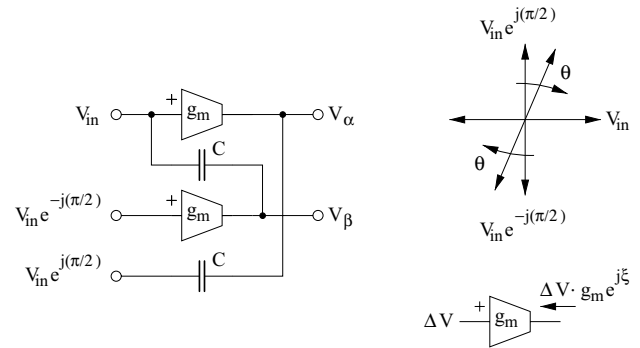 V_in + g_m V_α
C
V_in e^{-j(π/2)} + g_m V_β
V_in e^{j(π/2)} C
V_in e^{j(π/2)}
θ
V_in
θ
V_in e^{-j(π/2)}
ΔV + g_m ΔV· g_m e^{jξ}